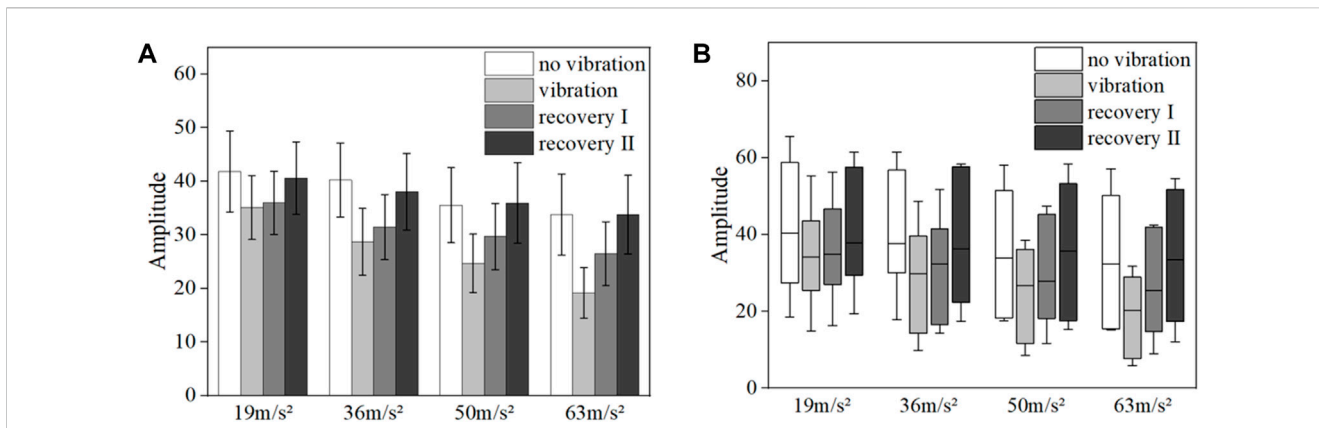 A
no vibration
vibration
recovery I
recovery II
Amplitude
60
50
40
30
20
10
0
19m/s²
36m/s²
50m/s²
63m/s²
B
no vibration
vibration
recovery I
recovery II
Amplitude
80
60
40
20
0
19m/s²
36m/s²
50m/s²
63m/s²